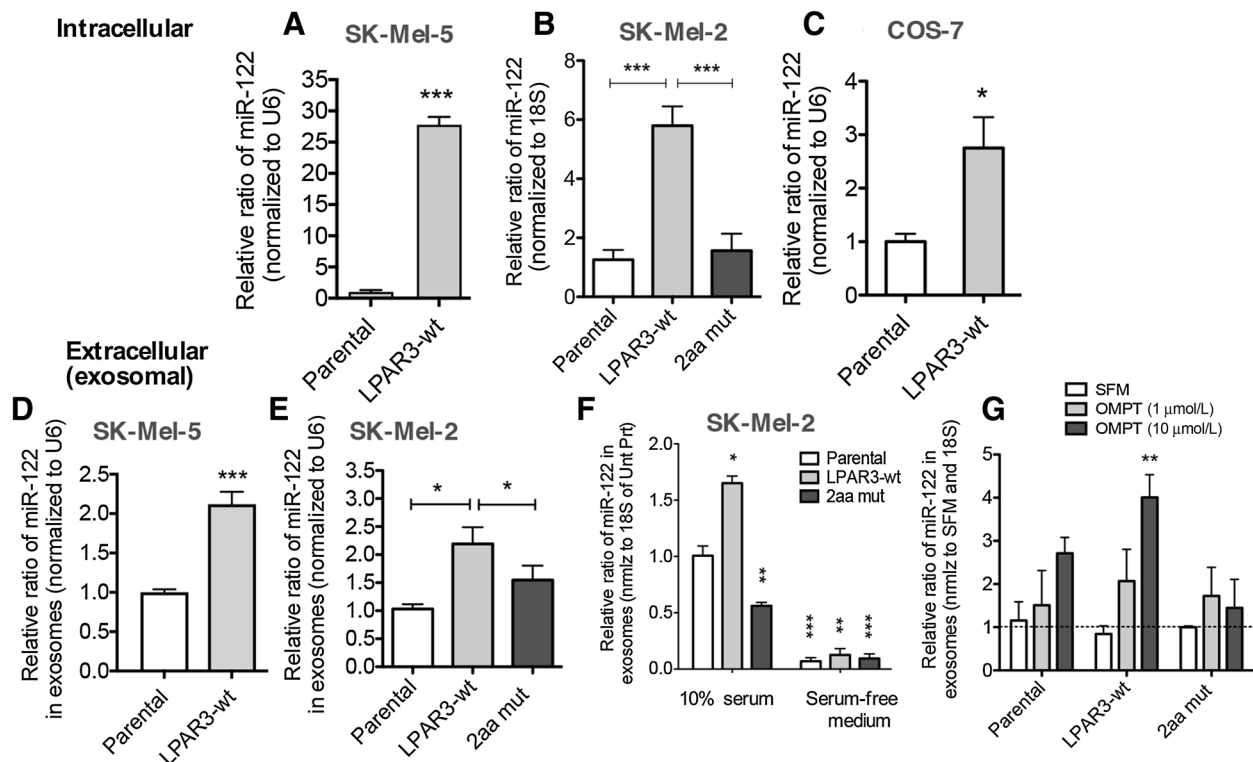 Intracellular
A
SK-Mel-5
Relative ratio of miR-122
(normalized to U6)
35
30
25
20
15
10
5
0
***
Parental
LPAR3-wt
B
SK-Mel-2
Relative ratio of miR-122
(normalized to 18S)
8
6
4
2
0
***
***
Parental
LPAR3-wt
2aa mut
C
COS-7
Relative ratio of miR-122
(normalized to U6)
4
3
2
1
0
*
Parental
LPAR3-wt
Extracellular
(exosomal)
D
SK-Mel-5
Relative ratio of miR-122
in exosomes (normalized to U6)
2.5
2.0
1.5
1.0
0.5
0.0
***
Parental
LPAR3-wt
E
SK-Mel-2
Relative ratio of miR-122
in exosomes (normalized to U6)
3.5
3.0
2.5
2.0
1.5
1.0
0.5
0.0
*
*
Parental
LPAR3-wt
2aa mut
F
SK-Mel-2
Relative ratio of miR-122 in
exosomes (nrmlz to 18S of Unt Prt)
2.0
1.5
1.0
0.5
0.0
Parental
LPAR3-wt
2aa mut
*
**
***
**
***
10% serum
Serum-free
medium
G
SFM
OMPT (1 μmol/L)
OMPT (10 μmol/L)
Relative ratio of miR-122 in
exosomes (nmlz to SFM and 18S)
5
4
3
2
1
0
**
Parental
LPAR3-wt
2aa mut